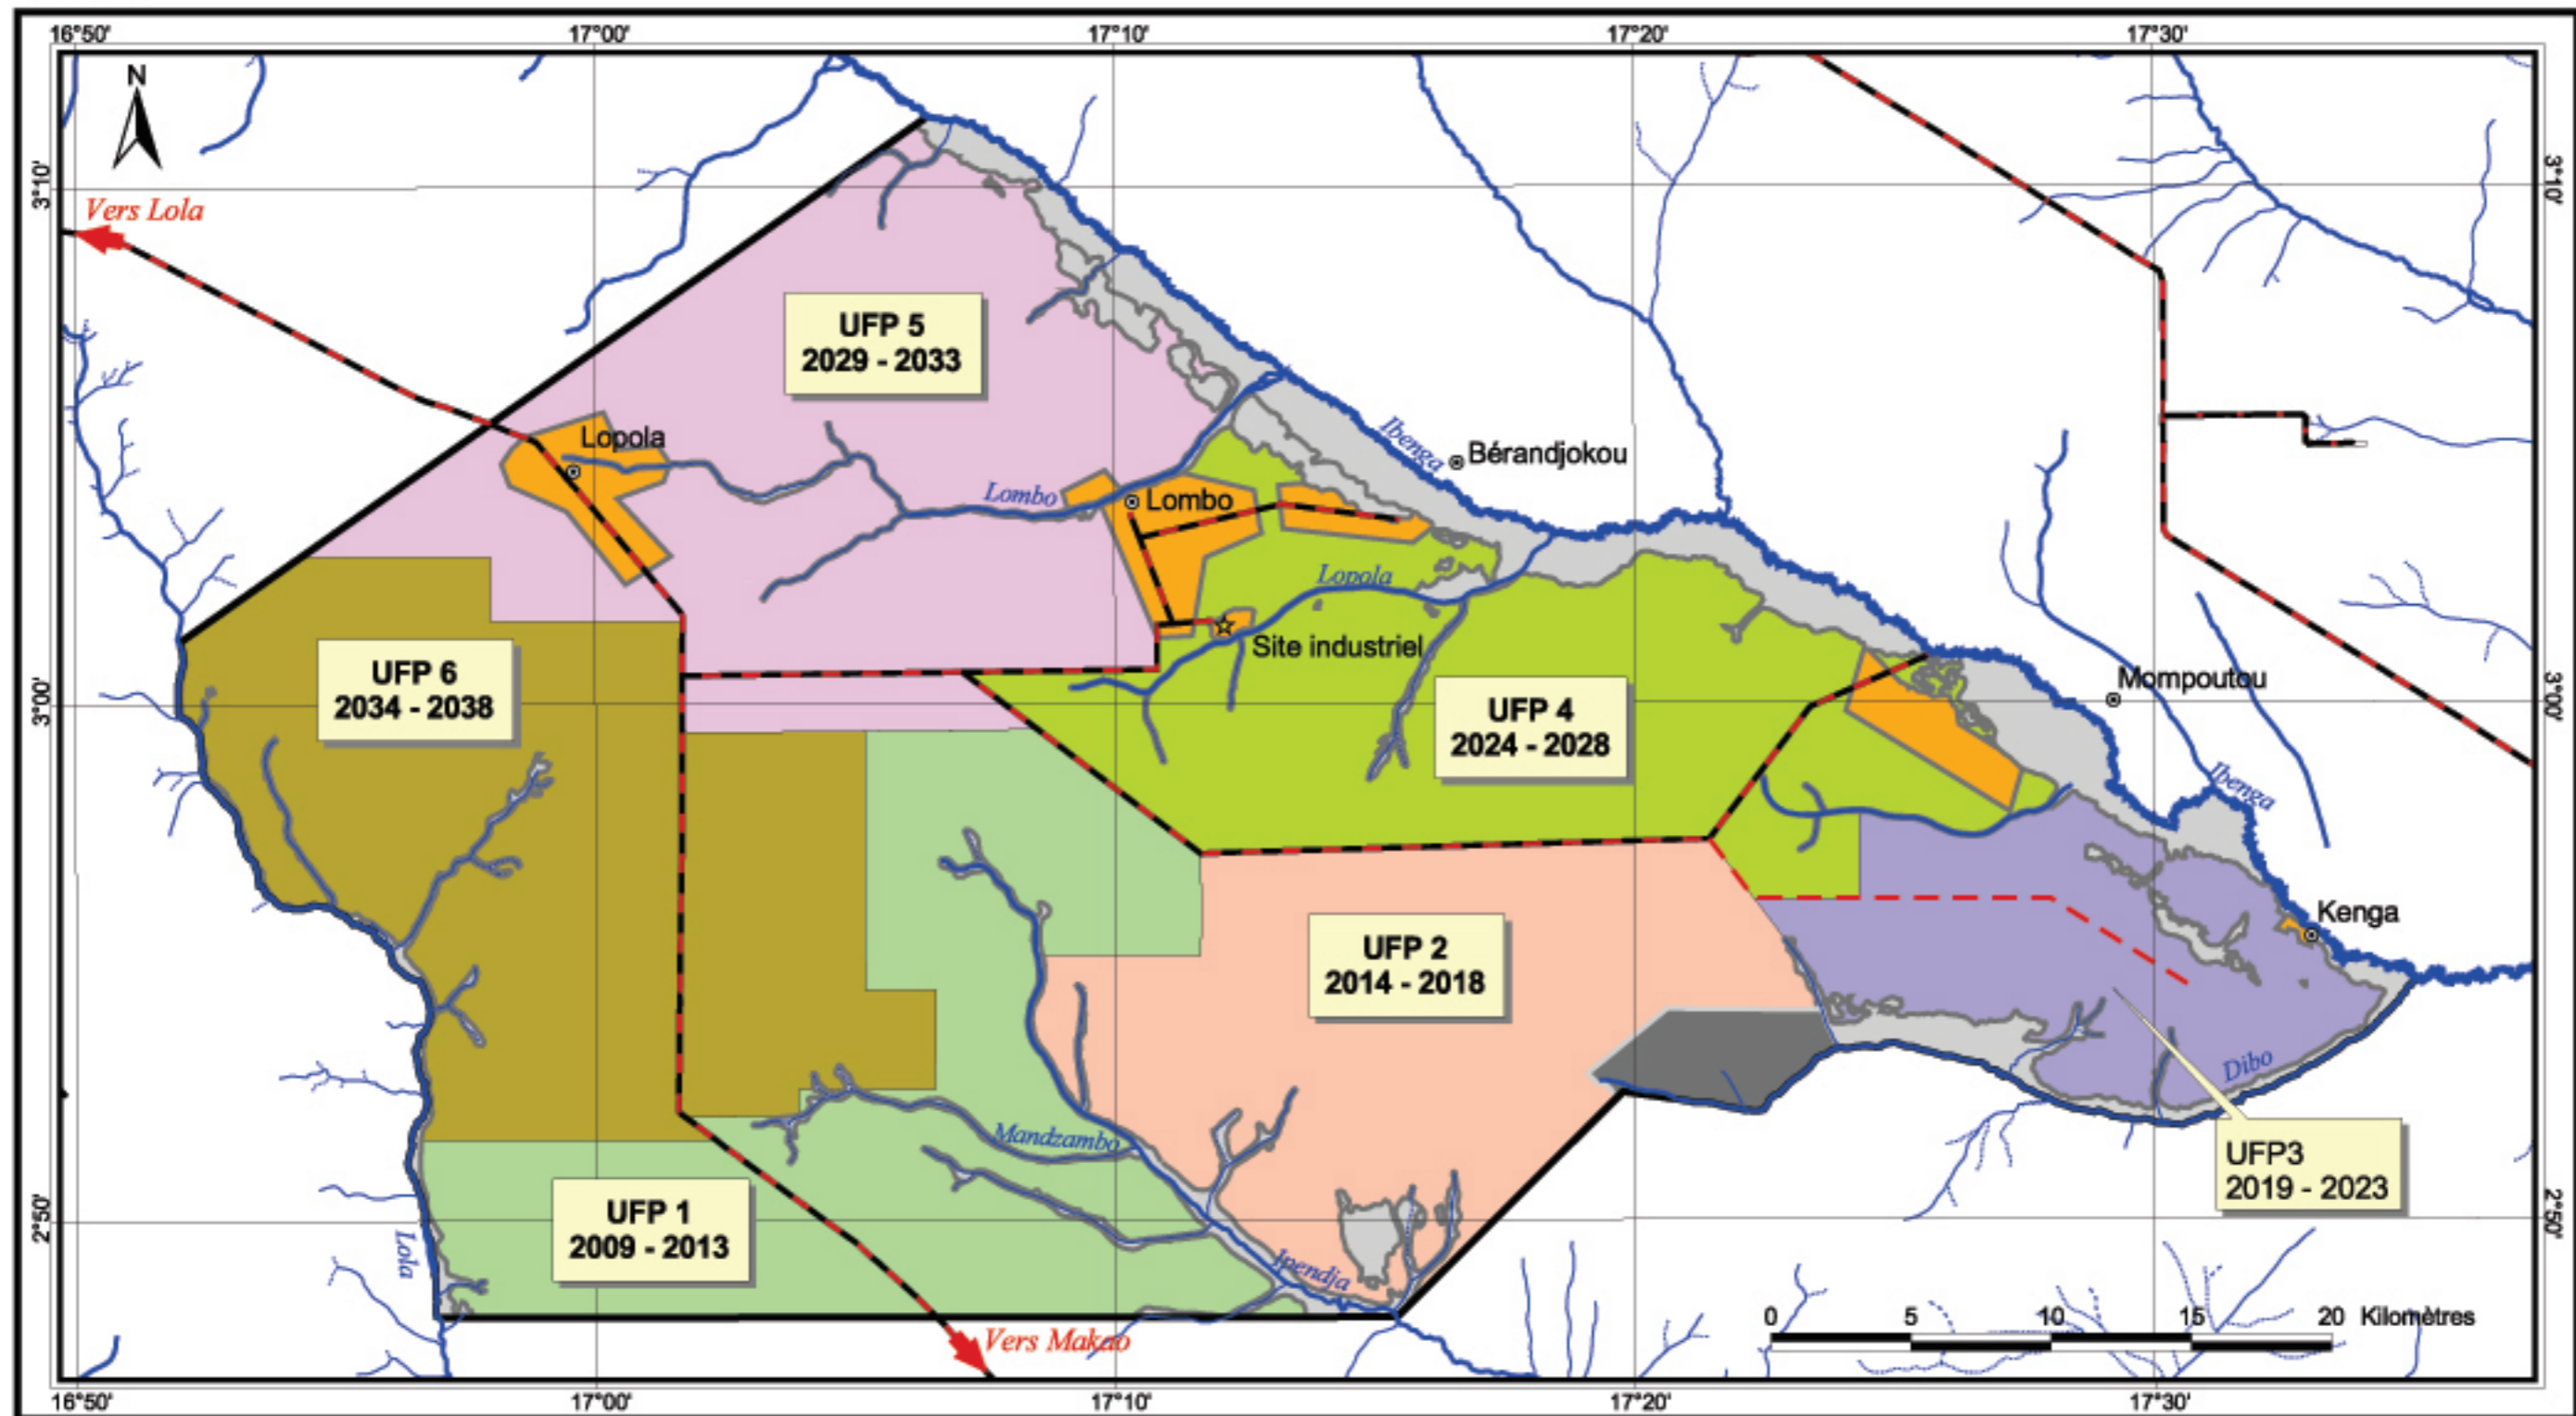 16°50' 17°00' 17°10' 17°20' 17°30'
N
3°10' 3°10'
Vers Lola
UFP 5
2029 - 2033
Ibenga
Lopola
Bérandjokou
Lombo
Lombo
Lopola
Site industriel
UFP 6
2034 - 2038
3°00' 3°00'
Mompoutou
UFP 4
2024 - 2028
Ibenga
Kenga
UFP 2
2014 - 2018
Dibo
Mandzambo
UFP3
2019 - 2023
UFP 1
2009 - 2013
2°50' 2°50'
Lola
Ipendja
0 5 10 15 20 Kilomètres
Vers Makao
16°50' 17°00' 17°10' 17°20' 17°30'